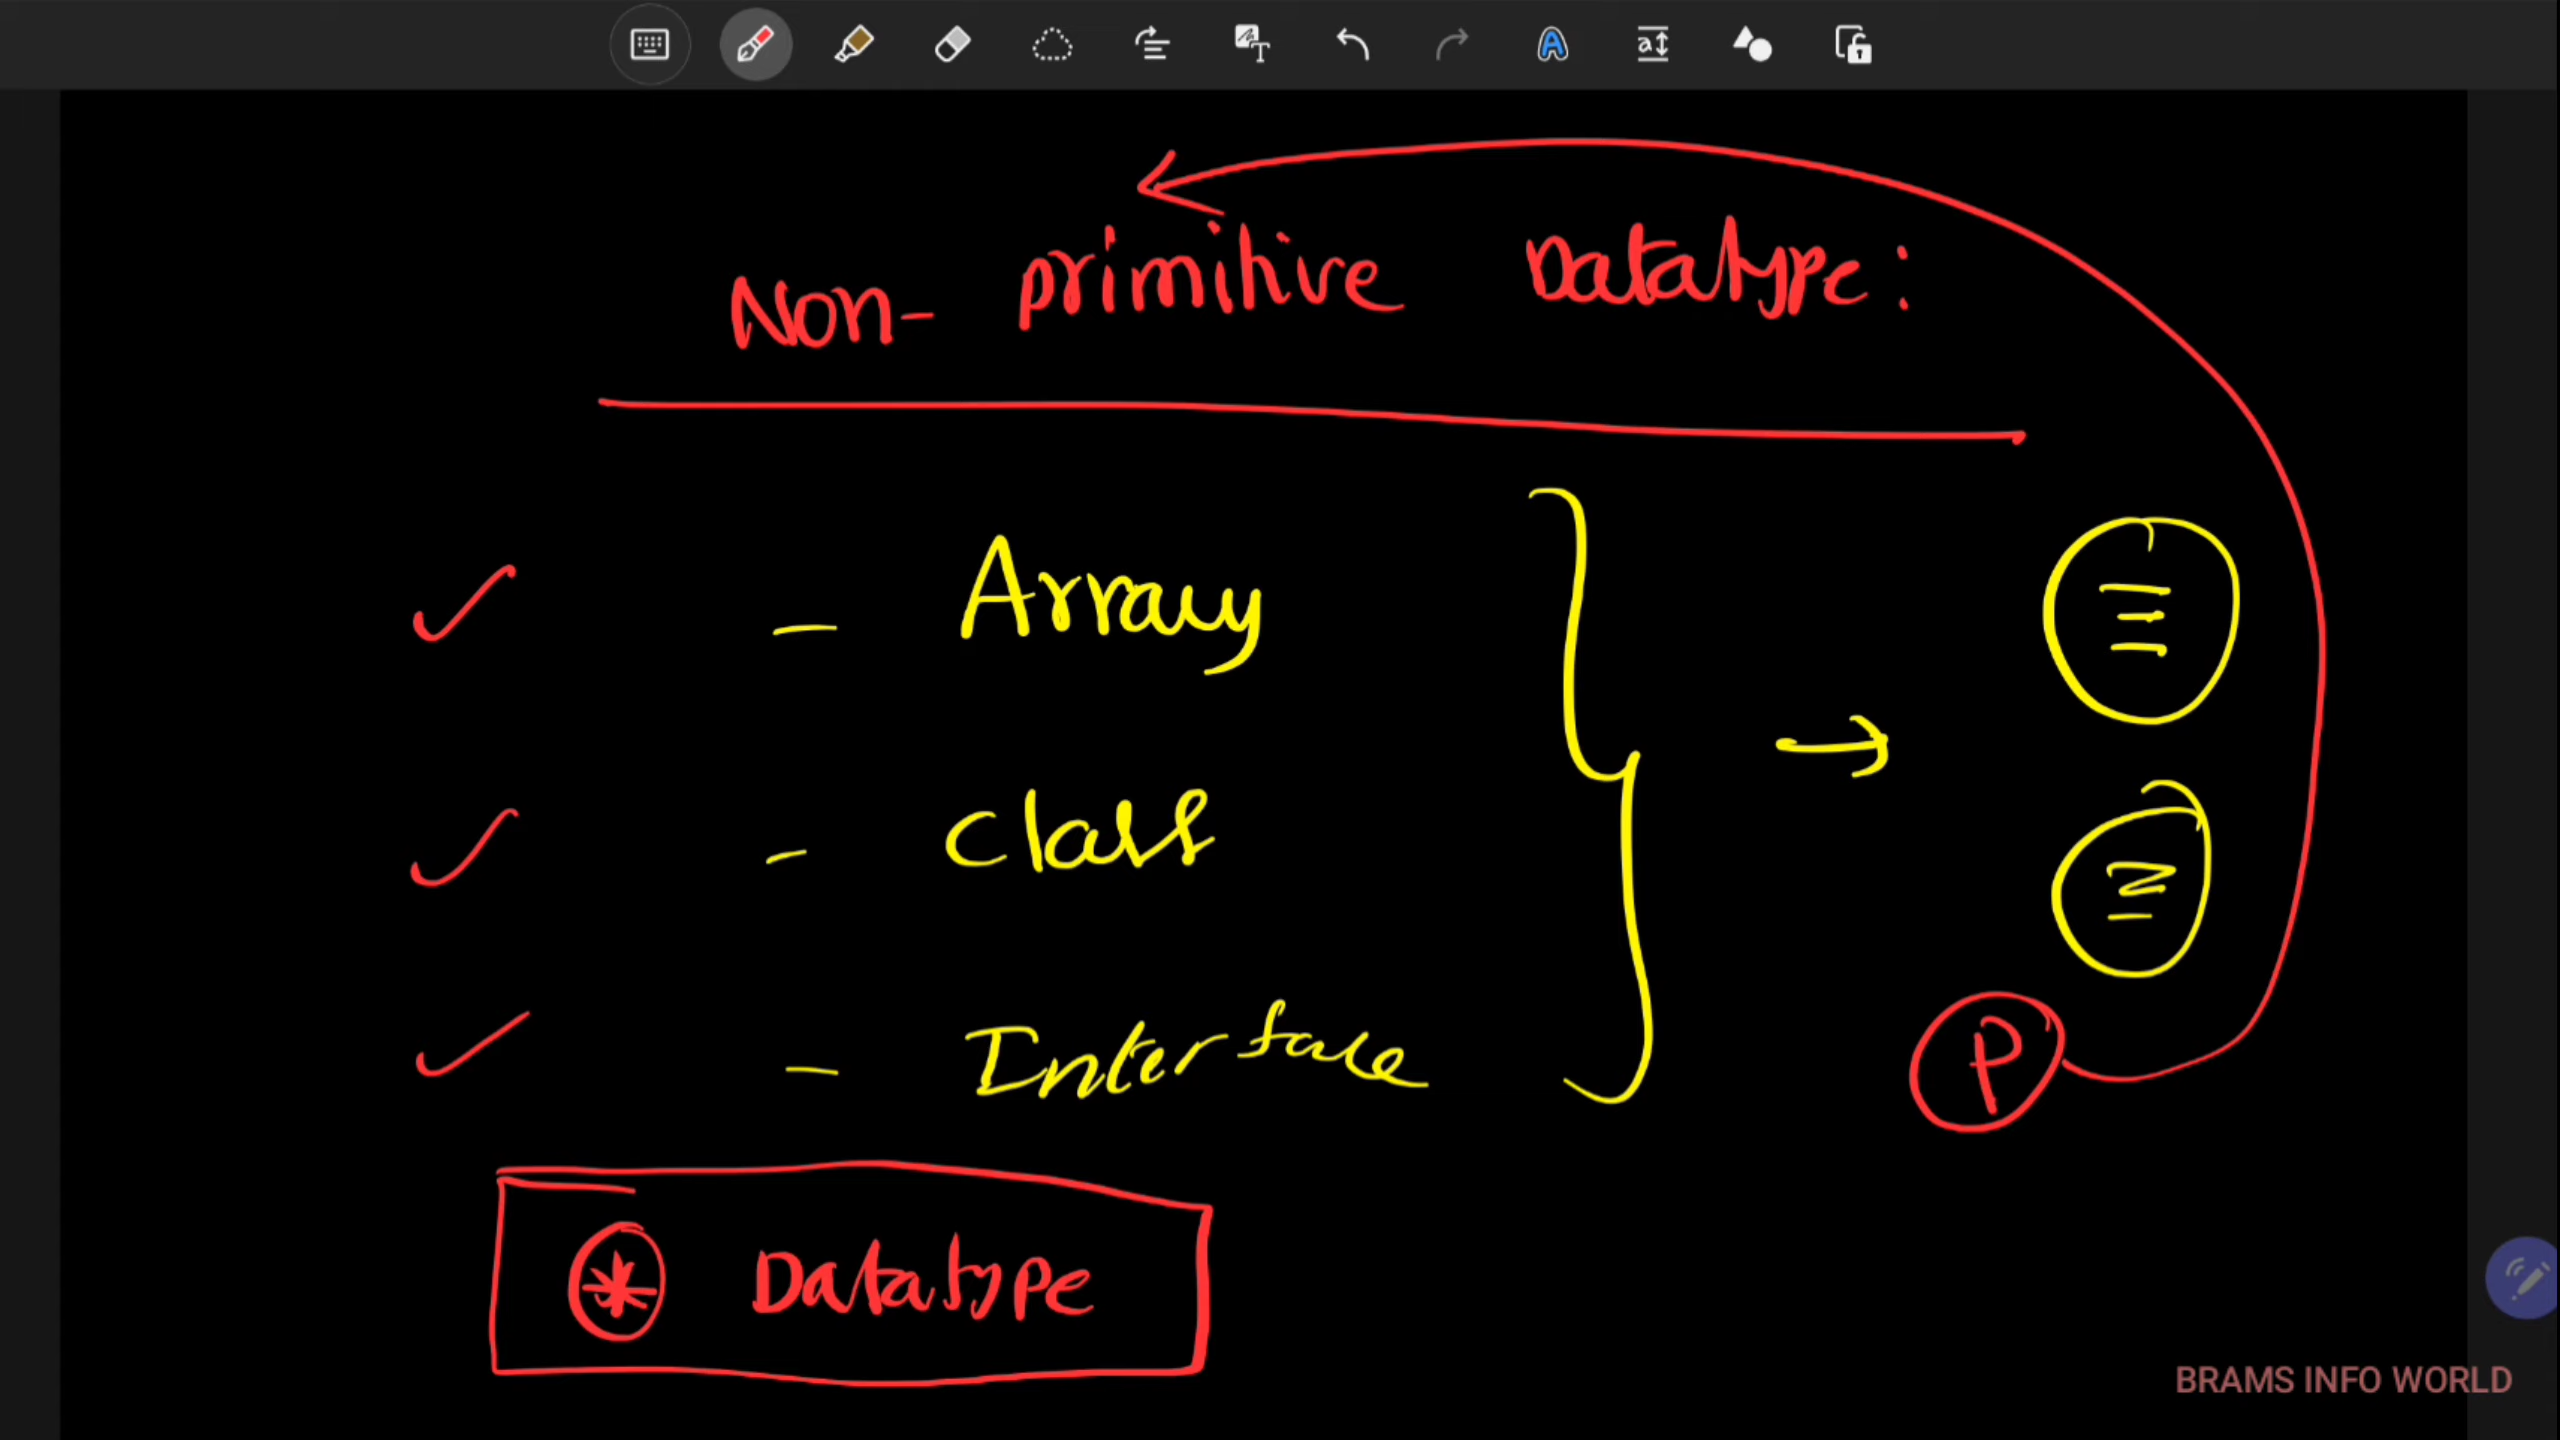 Non- primitive Datatype:
- Array
- Class
- Interface
P
* Datatype
BRAMS INFO WORLD